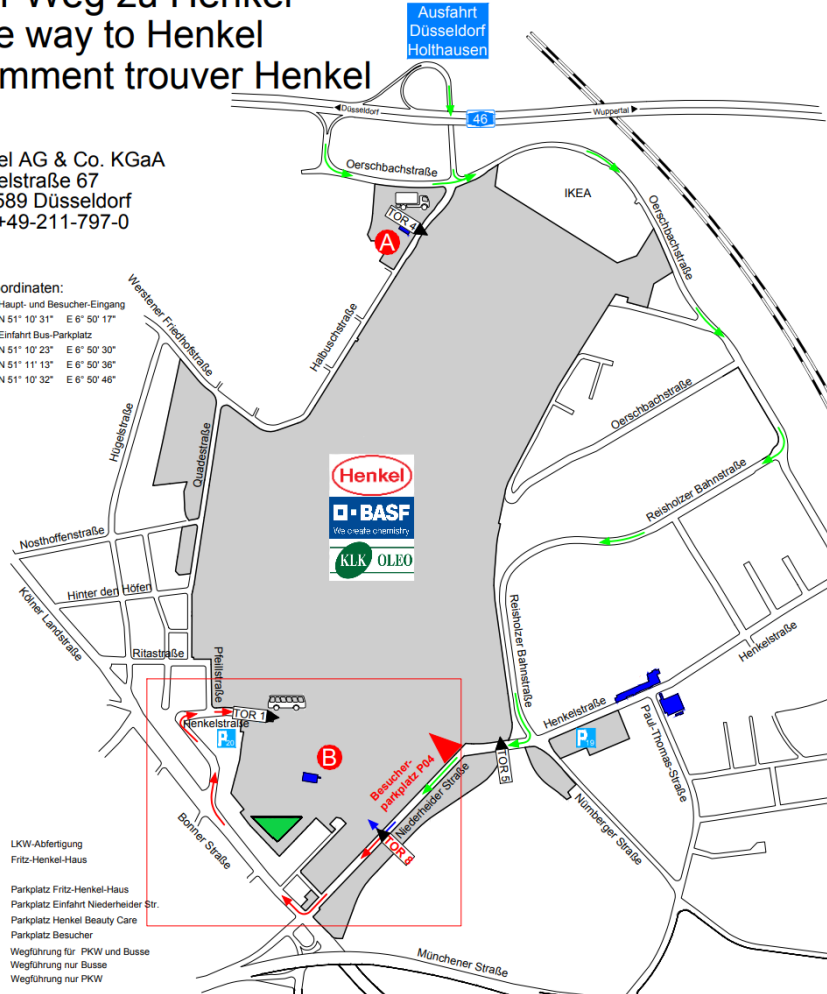 r Weg zu Henkel
e way to Henkel
mment trouver Henkel
Ausfahrt
Düsseldorf
Holthausen
Düsseldorf
46
Wuppertal
el AG & Co. KGaA
elstraße 67
589 Düsseldorf
+49-211-797-0
Oerschbachstraße
IKEA
TOR 4
A
Oerschbachstraße
ordinaten:
Haupt- und Besucher-Eingang
N 51° 10' 31" E 6° 50' 17"
Einfahrt Bus-Parkplatz
N 51° 10' 23" E 6° 50' 30"
N 51° 11' 13" E 6° 50' 36"
N 51° 10' 32" E 6° 50' 46"
Werstener Friedhofstraße
Halbuschstraße
Hügelstraße
Quadestraße
Oerschbachstraße
Reisholzer Bahnstraße
Henkel
BASF
We create chemistry
KLK OLEO
Nosthoffenstraße
Hinter den Höfen
Kölner Landstraße
Ritastraße
Pfeillstraße
Reisholzer Bahnstraße
Henkelstraße
Henkelstraße
Paul-Thomas-Straße
TOR 1
Henkelstraße
P20
B
Besucher-
parkplatz P04
TOR 5
P18
Niederheider Straße
TOR 8
Nürnberger Straße
Bonner Straße
Münchener Straße
LKW-Abfertigung
Fritz-Henkel-Haus
Parkplatz Fritz-Henkel-Haus
Parkplatz Einfahrt Niederheider Str.
Parkplatz Henkel Beauty Care
Parkplatz Besucher
Wegführung für PKW und Busse
Wegführung nur Busse
Wegführung nur PKW